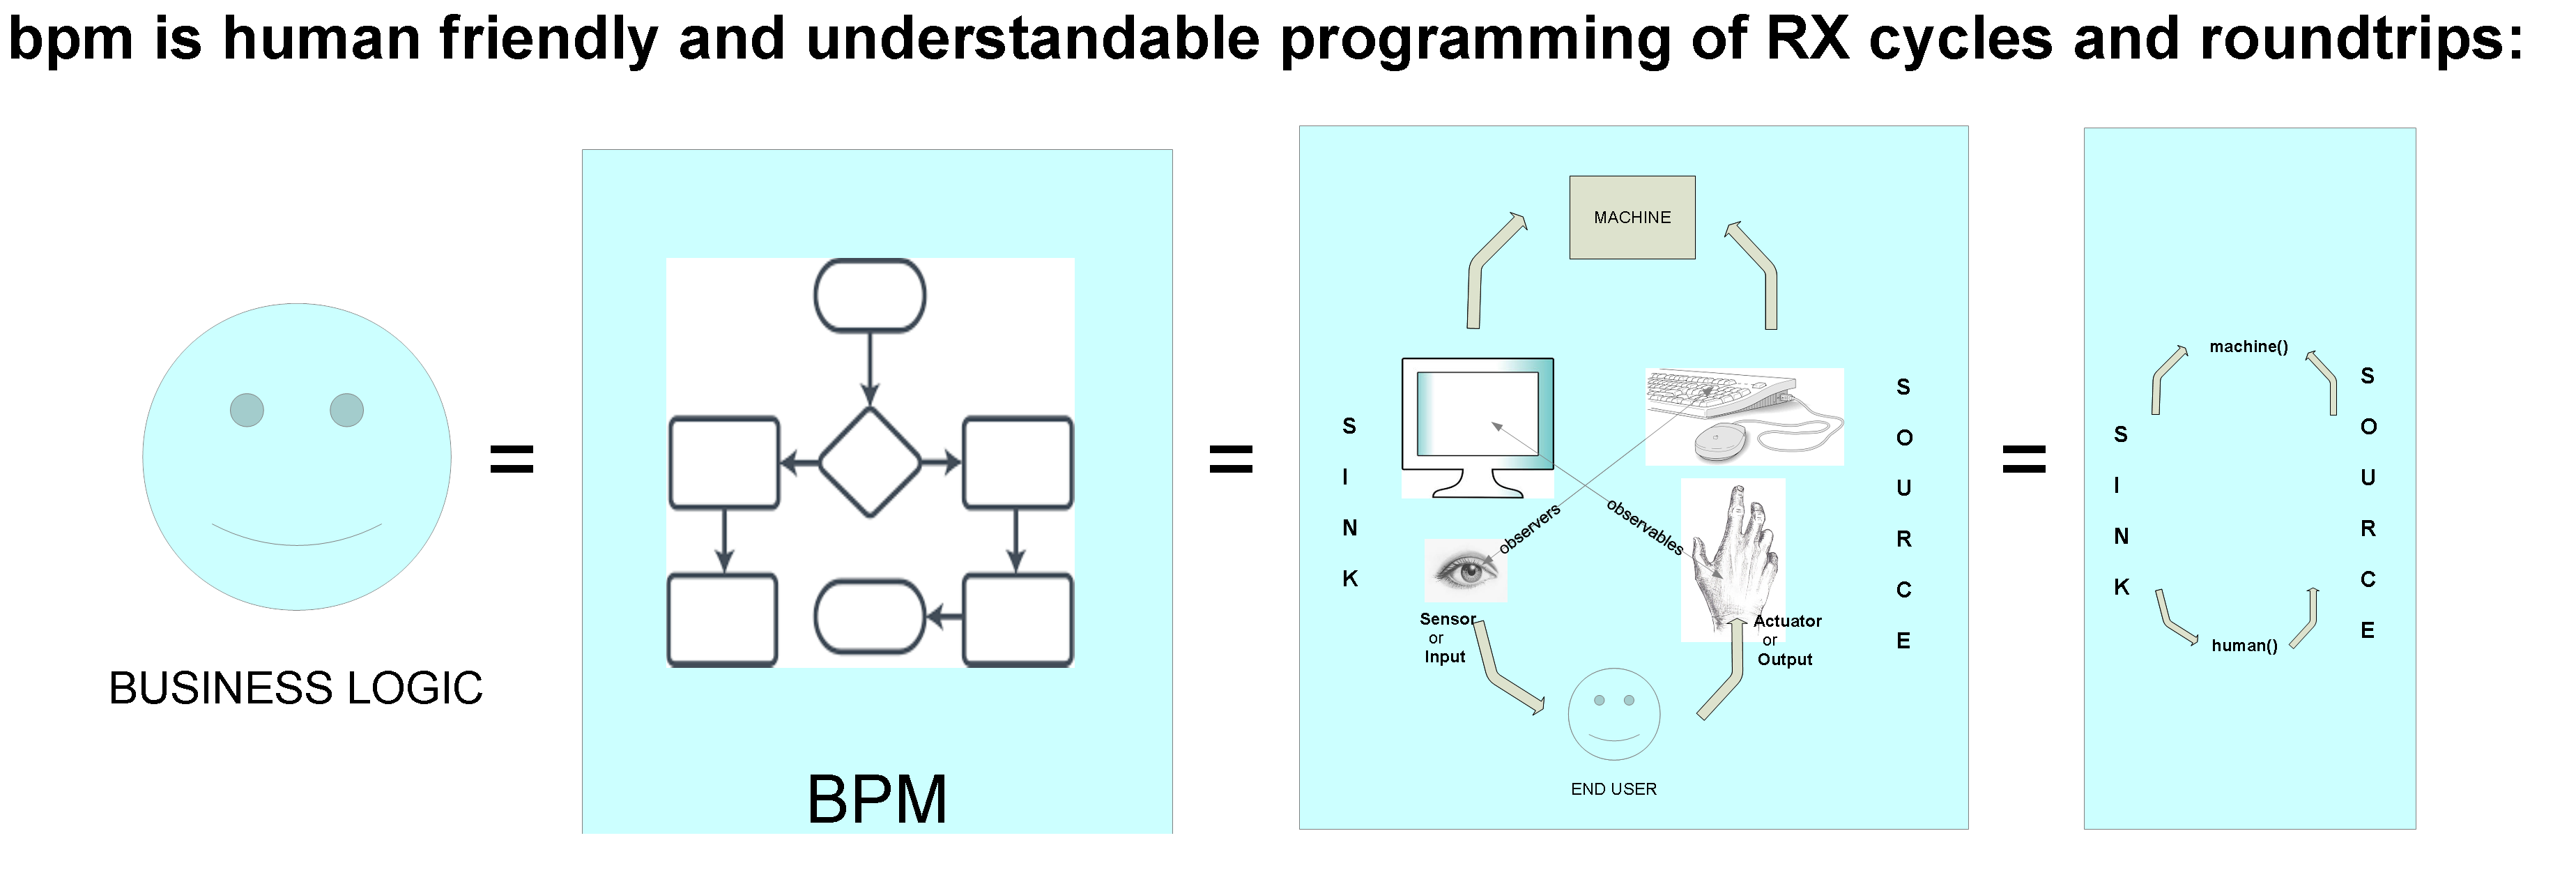 bpm is human friendly and understandable programming of RX cycles and roundtrips:
BUSINESS LOGIC
=
BPM
=
MACHINE
S
I
N
K
S
O
U
R
C
E
observers
observables
Sensor
or
Input
Actuator
or
Output
END USER
=
machine()
S
I
N
K
S
O
U
R
C
E
human()